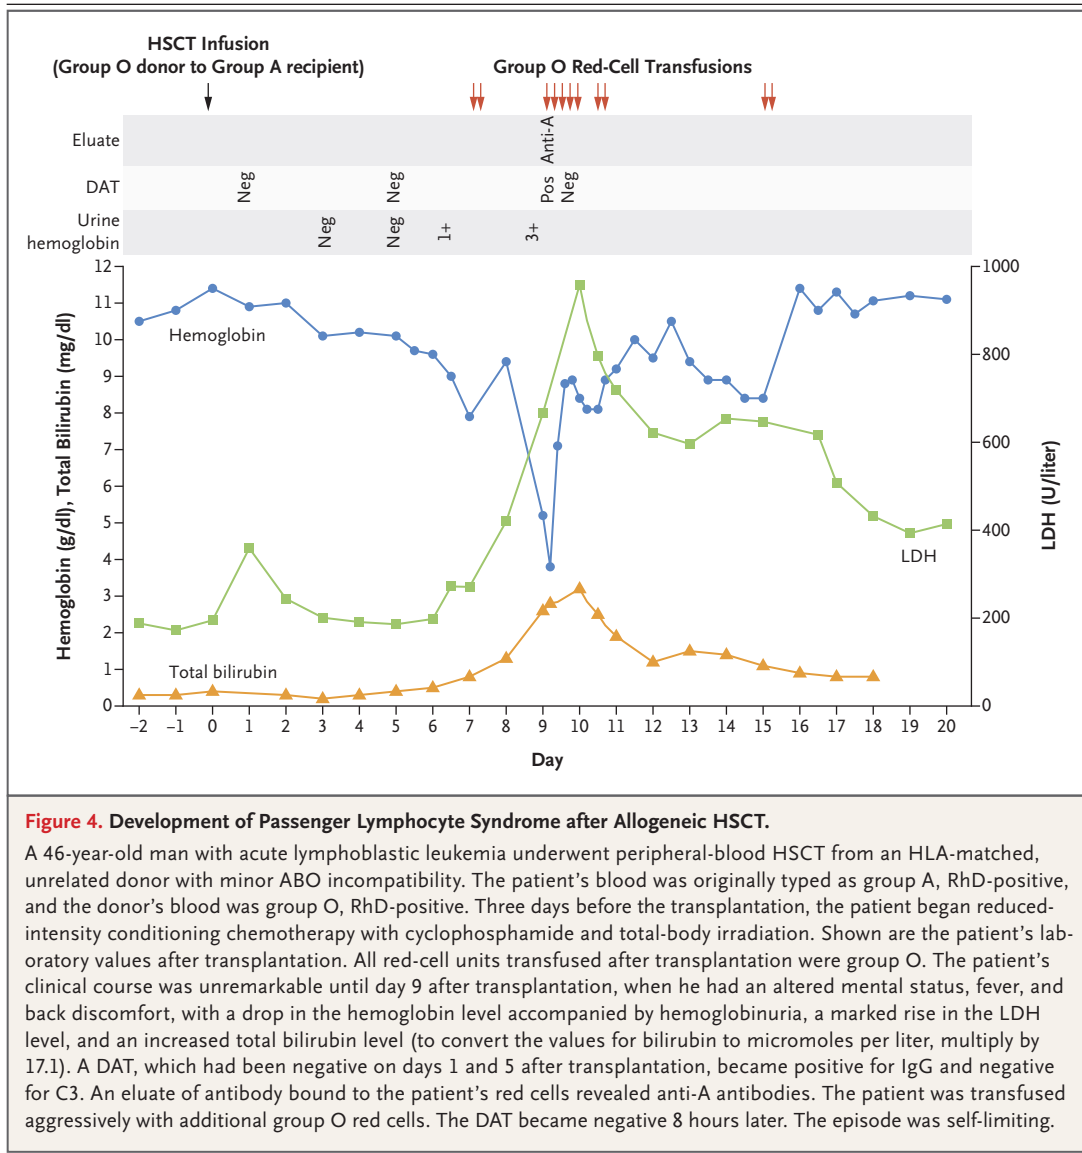 HSCT Infusion
(Group O donor to Group A recipient)
Group O Red-Cell Transfusions
Eluate
Anti-A
DAT
Neg
Neg
Pos
Neg
Urine
hemoglobin
Neg
Neg
1+
3+
12
11
10
9
8
7
6
5
4
3
2
1
0
Hemoglobin (g/dl), Total Bilirubin (mg/dl)
Hemoglobin
LDH
Total bilirubin
1000
800
600
400
200
0
LDH (U/liter)
−2 −1 0 1 2 3 4 5 6 7 8 9 10 11 12 13 14 15 16 17 18 19 20
Day
Figure 4. Development of Passenger Lymphocyte Syndrome after Allogeneic HSCT.
A 46-year-old man with acute lymphoblastic leukemia underwent peripheral-blood HSCT from an HLA-matched,
unrelated donor with minor ABO incompatibility. The patient's blood was originally typed as group A, RhD-positive,
and the donor's blood was group O, RhD-positive. Three days before the transplantation, the patient began reduced-
intensity conditioning chemotherapy with cyclophosphamide and total-body irradiation. Shown are the patient's lab-
oratory values after transplantation. All red-cell units transfused after transplantation were group O. The patient's
clinical course was unremarkable until day 9 after transplantation, when he had an altered mental status, fever, and
back discomfort, with a drop in the hemoglobin level accompanied by hemoglobinuria, a marked rise in the LDH
level, and an increased total bilirubin level (to convert the values for bilirubin to micromoles per liter, multiply by
17.1). A DAT, which had been negative on days 1 and 5 after transplantation, became positive for IgG and negative
for C3. An eluate of antibody bound to the patient's red cells revealed anti-A antibodies. The patient was transfused
aggressively with additional group O red cells. The DAT became negative 8 hours later. The episode was self-limiting.